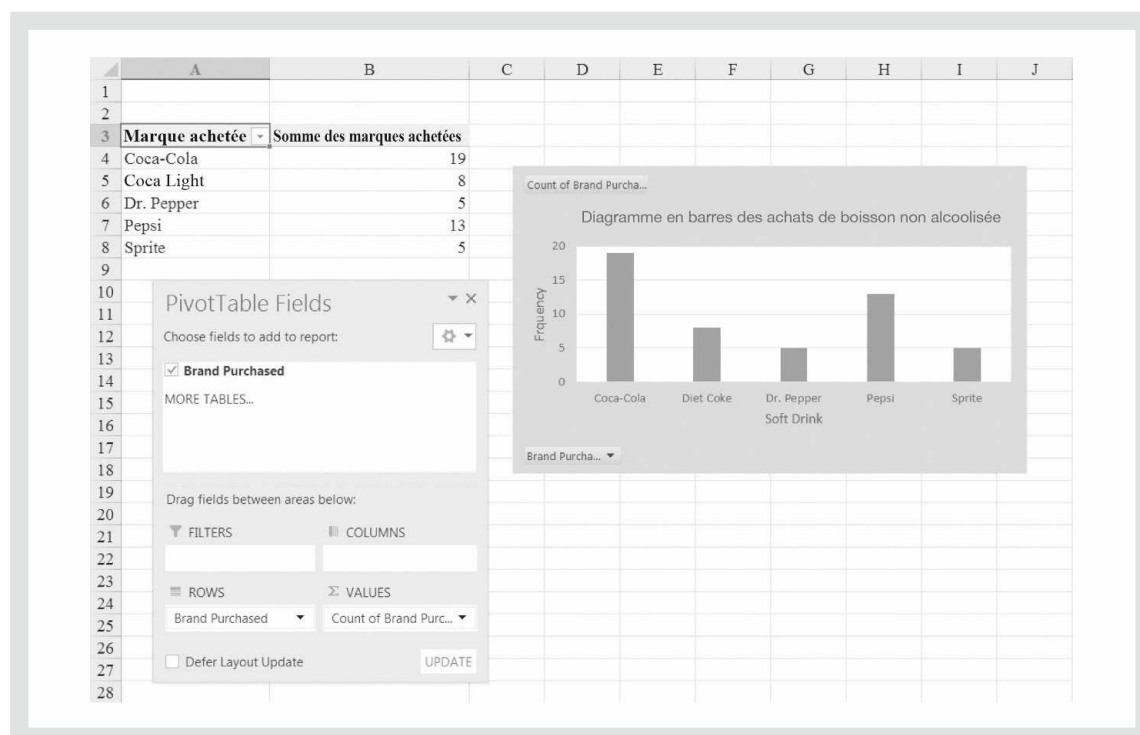 A B C D E F G H I J
1
2
3 Marque achetée Somme des marques achetées
4 Coca-Cola 19
5 Coca Light 8
6 Dr. Pepper 5
7 Pepsi 13
8 Sprite 5
9
10
11
12
13
14
15
16
17
18
19
20
21
22
23
24
25
26
27
28
PivotTable Fields
Choose fields to add to report:
Brand Purchased
MORE TABLES...
Drag fields between areas below:
FILTERS COLUMNS
ROWS Σ VALUES
Brand Purchased Count of Brand Purc...
Defer Layout Update UPDATE
Count of Brand Purcha...
Diagramme en barres des achats de boisson non alcoolisée
20
15
10
5
0
Frquency
Coca-Cola Diet Coke Dr. Pepper Pepsi Sprite
Soft Drink
Brand Purcha...